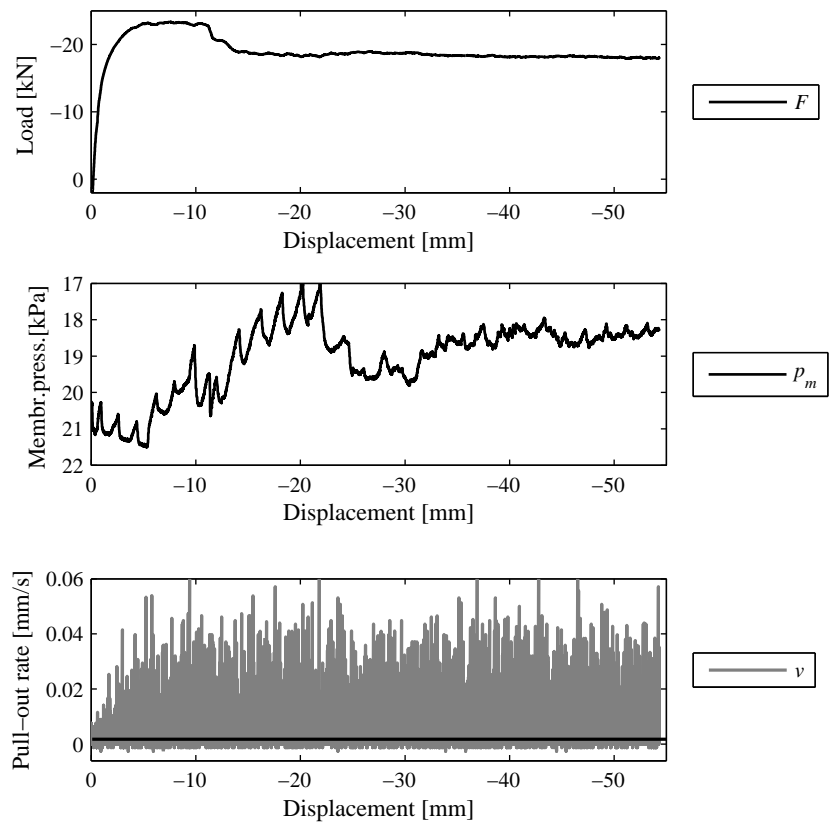 Load [kN]
−20
−10
0
0 −10 −20 −30 −40 −50
Displacement [mm]
F
Membr.press.[kPa]
17
18
19
20
21
22
0 −10 −20 −30 −40 −50
Displacement [mm]
p_m
Pull−out rate [mm/s]
0.06
0.04
0.02
0
0 −10 −20 −30 −40 −50
Displacement [mm]
v